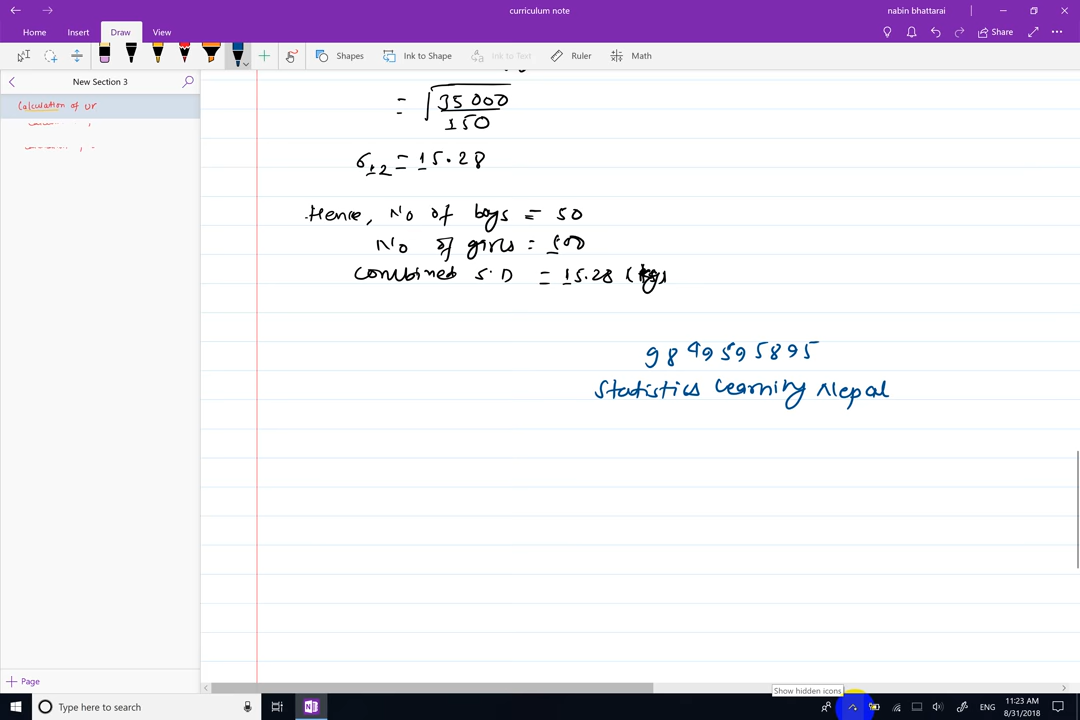 curriculum note
nabin bhattarai
Home Insert Draw View
Share
Shapes Ink to Shape Ink to Text Ruler Math
New Section 3
Calculation of ur
= √35000
150
σ12 = 15.28
Hence, No of boys = 50
No of girls = 100
combined S.D = 15.28 (kgs)
9849595895
Statistics Learning Nepal
+ Page
Show hidden icons
Type here to search
ENG
11:23 AM
8/31/2018